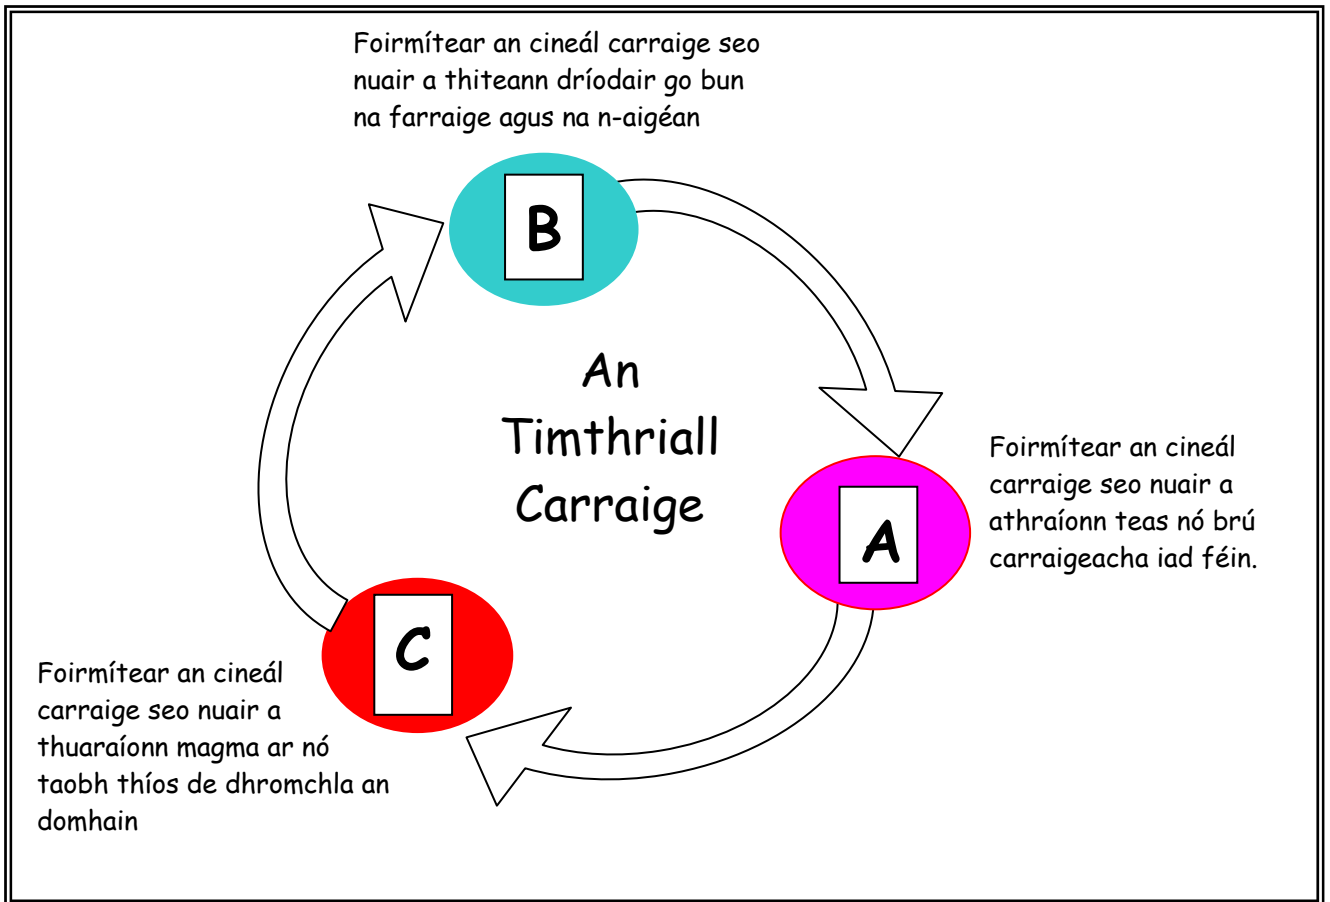 Foirmítear an cineál carraige seo
nuair a thiteann dríodair go bun
na farraige agus na n-aigéan
B
An
Timthriall
Carraige
Foirmítear an cineál
carraige seo nuair a
athraíonn teas nó brú
carraigeacha iad féin.
A
C
Foirmítear an cineál
carraige seo nuair a
thuaraíonn magma ar nó
taobh thíos de dhromchla an
domhain